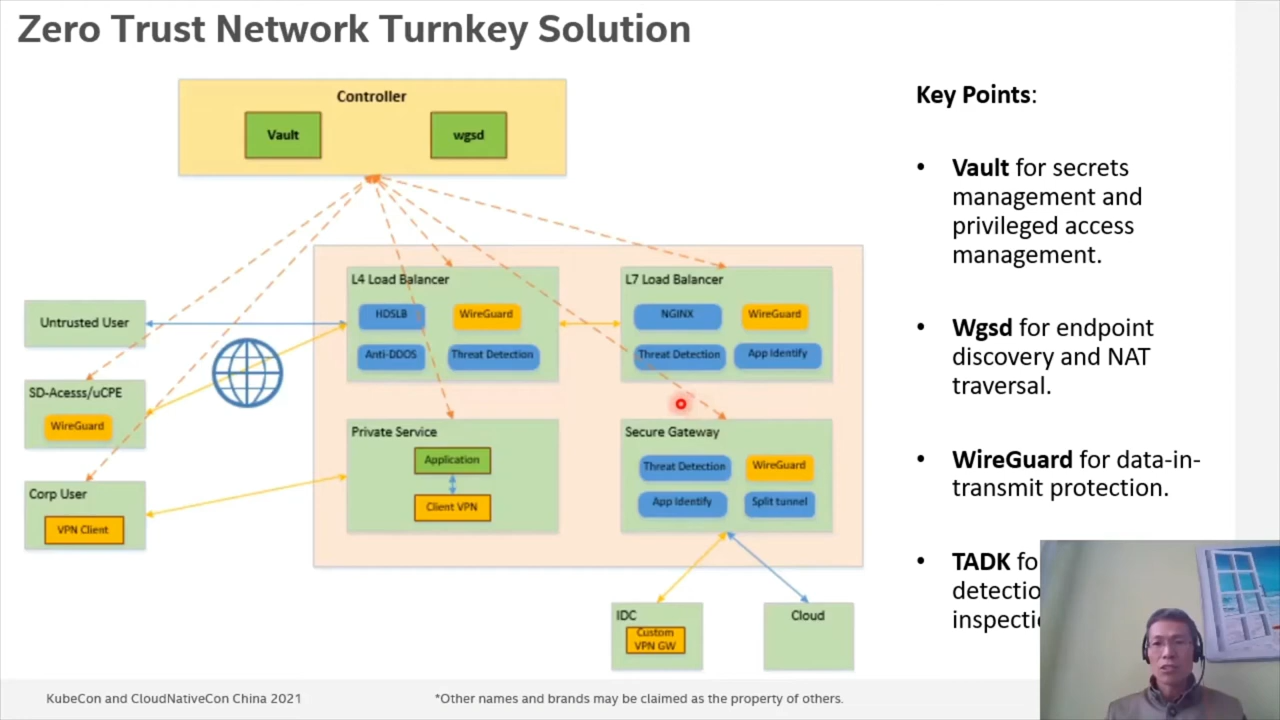 Zero Trust Network Turnkey Solution
Controller
Vault
wgsd
Untrusted User
SD-Acesss/uCPE
WireGuard
Corp User
VPN Client
L4 Load Balancer
HDSLB
WireGuard
Anti-DDOS
Threat Detection
L7 Load Balancer
NGINX
WireGuard
Threat Detection
App Identify
Private Service
Application
Client VPN
Secure Gateway
Threat Detection
WireGuard
App Identify
Split tunnel
IDC
Custom
VPN GW
Cloud
Key Points:
• Vault for secrets
management and
privileged access
management.
• Wgsd for endpoint
discovery and NAT
traversal.
• WireGuard for data-in-
transmit protection.
• TADK fo
detectio
inspecti
KubeCon and CloudNativeCon China 2021
*Other names and brands may be claimed as the property of others.